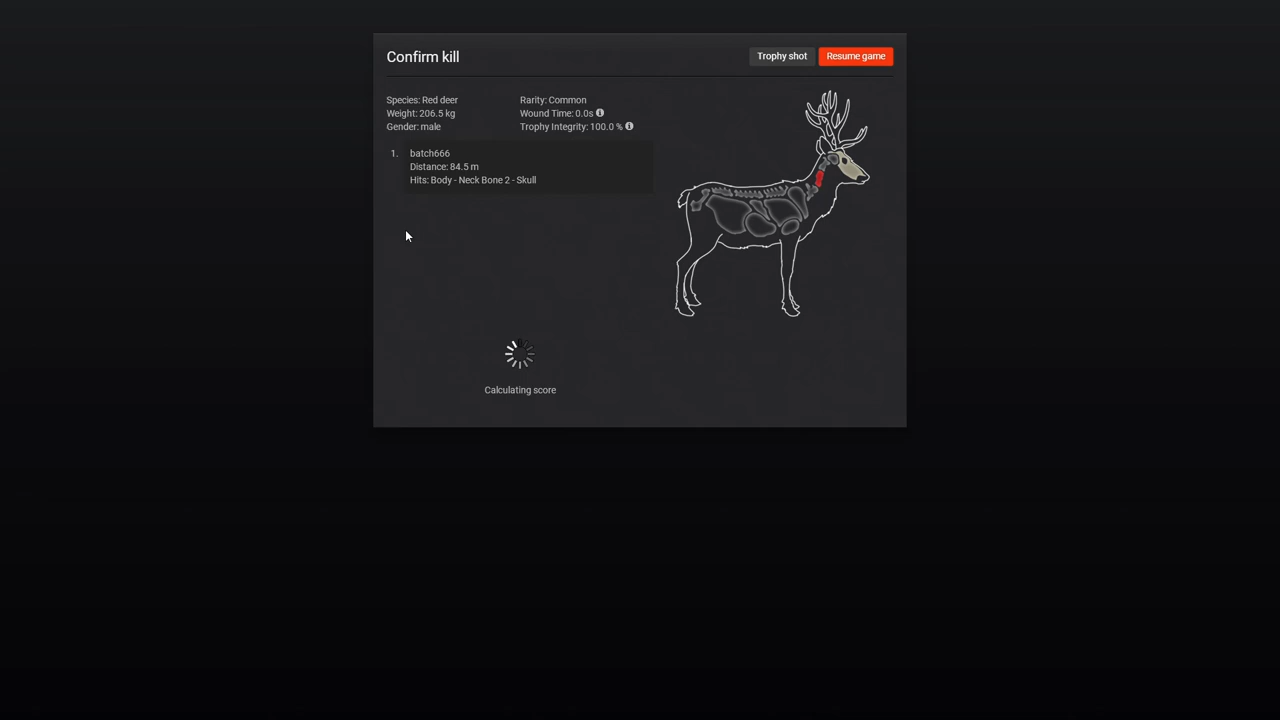 Confirm kill
Trophy shot
Resume game
Species: Red deer
Weight: 206.5 kg
Gender: male
Rarity: Common
Wound Time: 0.0s
Trophy Integrity: 100.0 %
1.
batch666
Distance: 84.5 m
Hits: Body - Neck Bone 2 - Skull
Calculating score